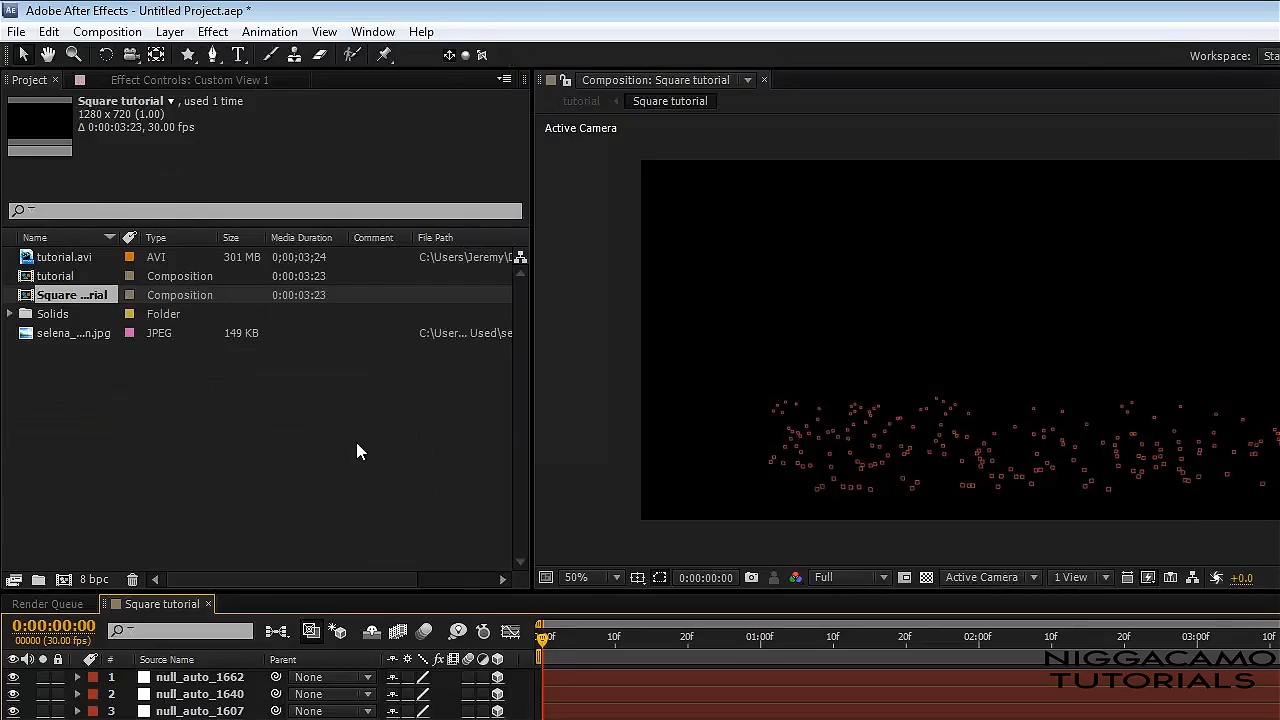 Adobe After Effects - Untitled Project.aep *
File Edit Composition Layer Effect Animation View Window Help
Workspace: Sta
Project × Effect Controls: Custom View 1
Composition: Square tutorial ×
Square tutorial ▾, used 1 time
1280 x 720 (1.00)
Δ 0:00:03:23, 30.00 fps
tutorial Square tutorial
Active Camera
Name Type Size Media Duration Comment File Path
tutorial.avi AVI 301 MB 0;00;03;24 C:\Users\Jeremy\D
tutorial Composition 0:00:03:23
Square ...rial Composition 0:00:03:23
Solids Folder
selena_...n.jpg JPEG 149 KB C:\User... Used\se
8 bpc
50% 0:00:00:00 Full Active Camera 1 View +0.0
Render Queue Square tutorial ×
0:00:00:00
00000 (30.00 fps)
00f 10f 20f 01:00f 10f 20f 02:00f 10f 20f 03:00f 10f
# Source Name Parent
1 null_auto_1662 None
2 null_auto_1640 None
3 null_auto_1607 None
NIGGACAMO
TUTORIALS